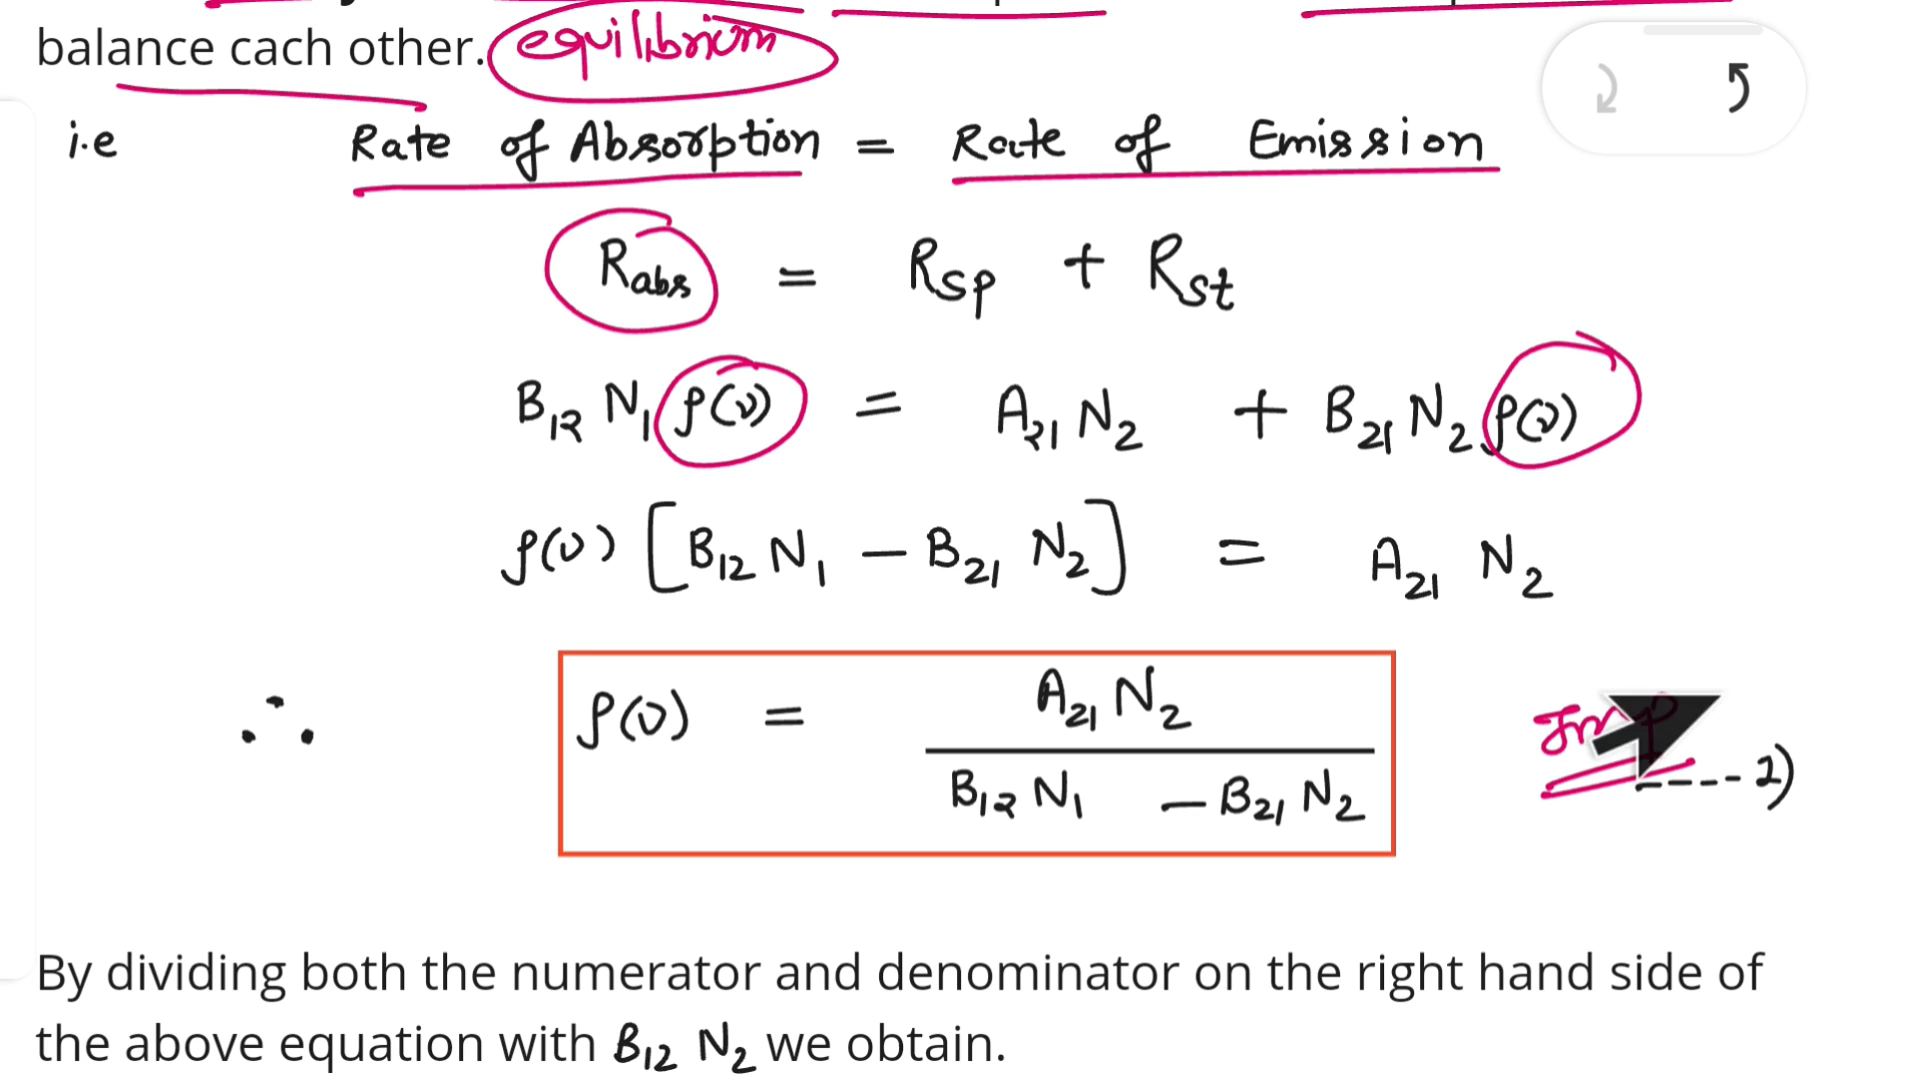 balance cach other. equilibrium
i.e Rate of Absorption = Rate of Emission
Rabs = Rsp + Rst
B12 N1 ρ(ν) = A21 N2 + B21 N2 ρ(ν)
ρ(ν) [B12 N1 − B21 N2] = A21 N2
∴ ρ(ν) = A21 N2
Imp ---- 2)
B12 N1 − B21 N2
By dividing both the numerator and denominator on the right hand side of
the above equation with B12 N2 we obtain.